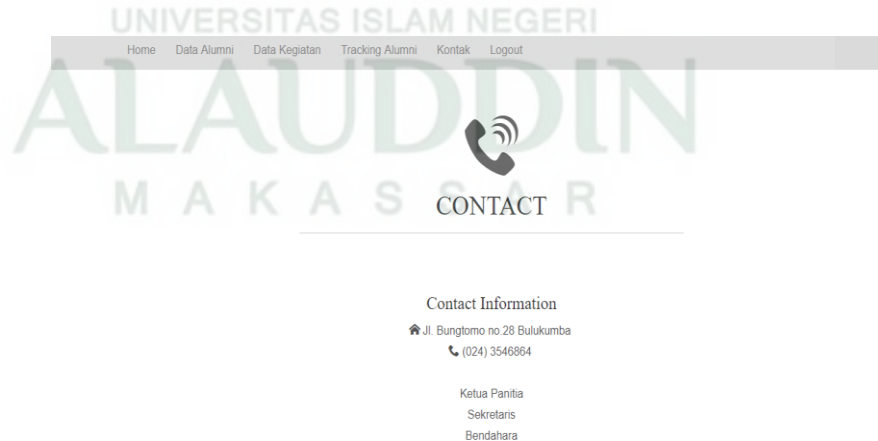 UNIVERSITAS ISLAM NEGERI
Home Data Alumni Data Kegiatan Tracking Alumni Kontak Logout
ALAUDDIN
MAKASSAR
CONTACT
Contact Information
Jl. Bungtomo no.28 Bulukumba
(024) 3546864
Ketua Panitia
Sekretaris
Bendahara